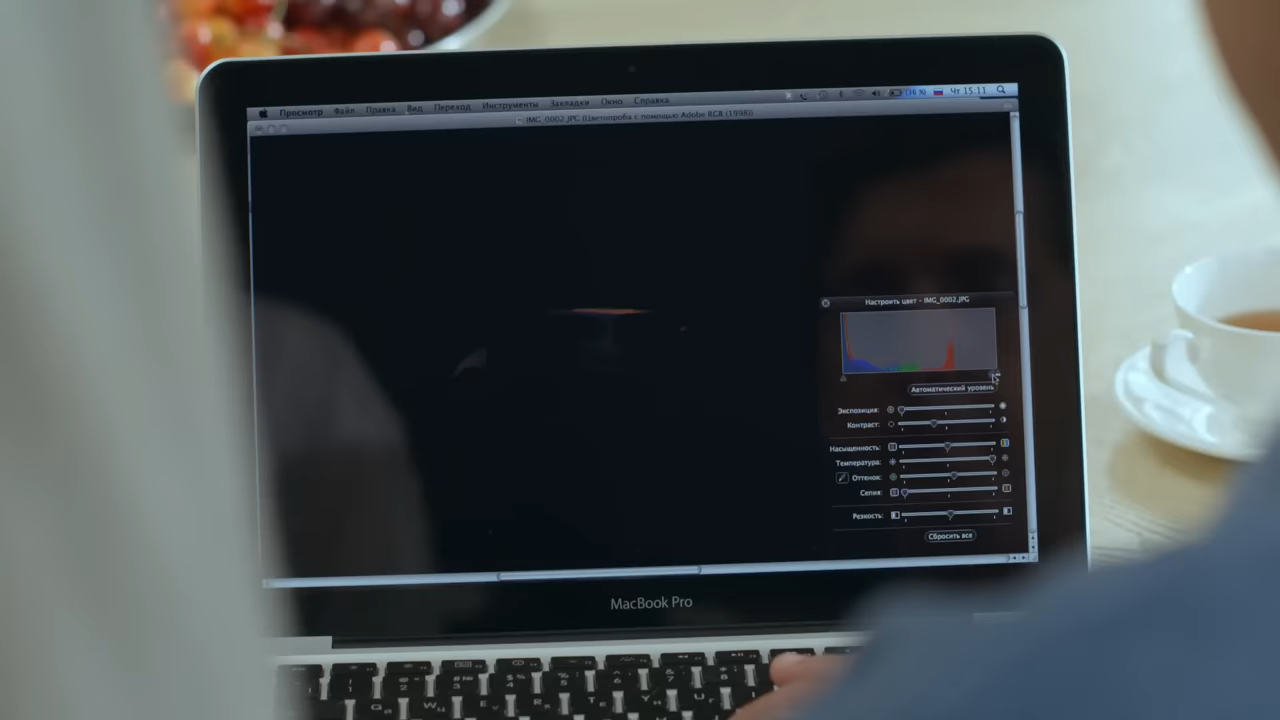 Просмотр Файл Правка Вид Переход Инструменты Закладки Окно Справка (36 %) Чт 15:11
IMG_0002.JPG (Цветопроба с помощью Adobe RGB (1998))
Настроить цвет - IMG_0002.JPG
Автоматический уровень
Экспозиция:
Контраст:
Насыщенность:
Температура:
Оттенок:
Сепия:
Резкость:
Сбросить все
MacBook Pro